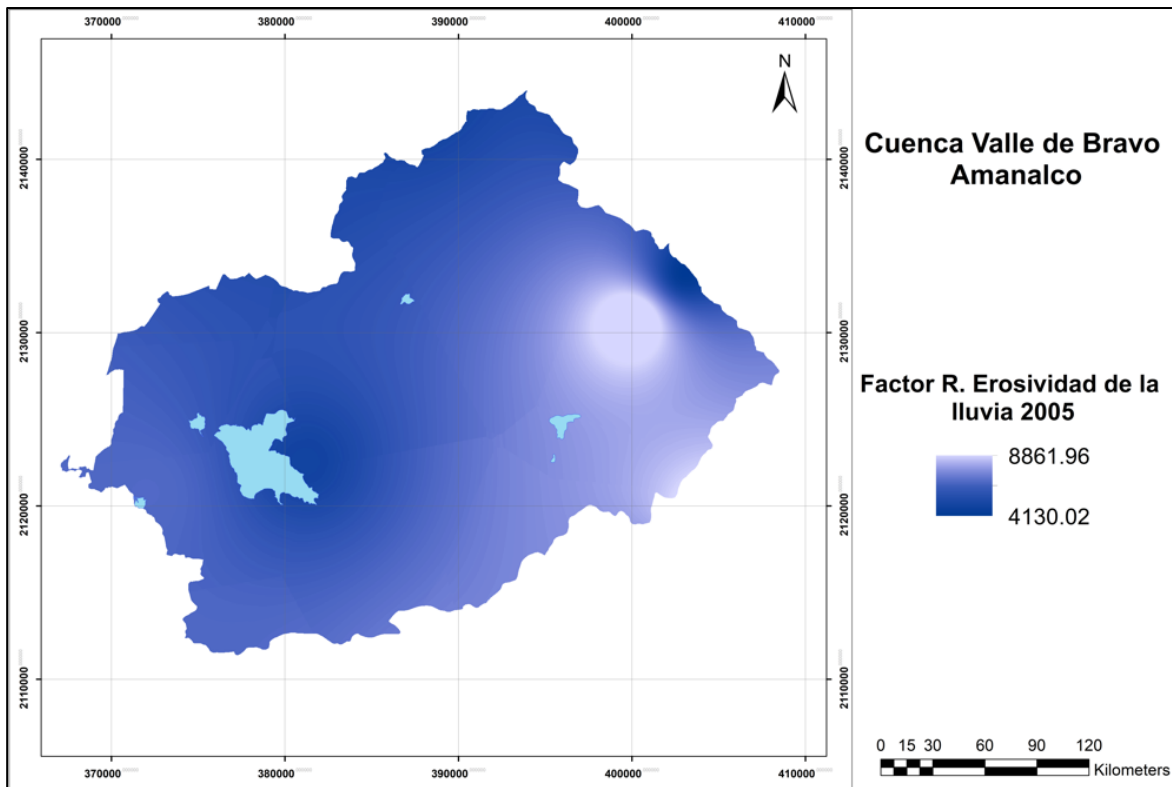 370000 380000 390000 400000 410000
N
2140000 2140000
2130000 2130000
2120000 2120000
2110000 2110000
370000 380000 390000 400000 410000
Cuenca Valle de Bravo
Amanalco
Factor R. Erosividad de la
lluvia 2005
8861.96
4130.02
0 15 30 60 90 120
Kilometers